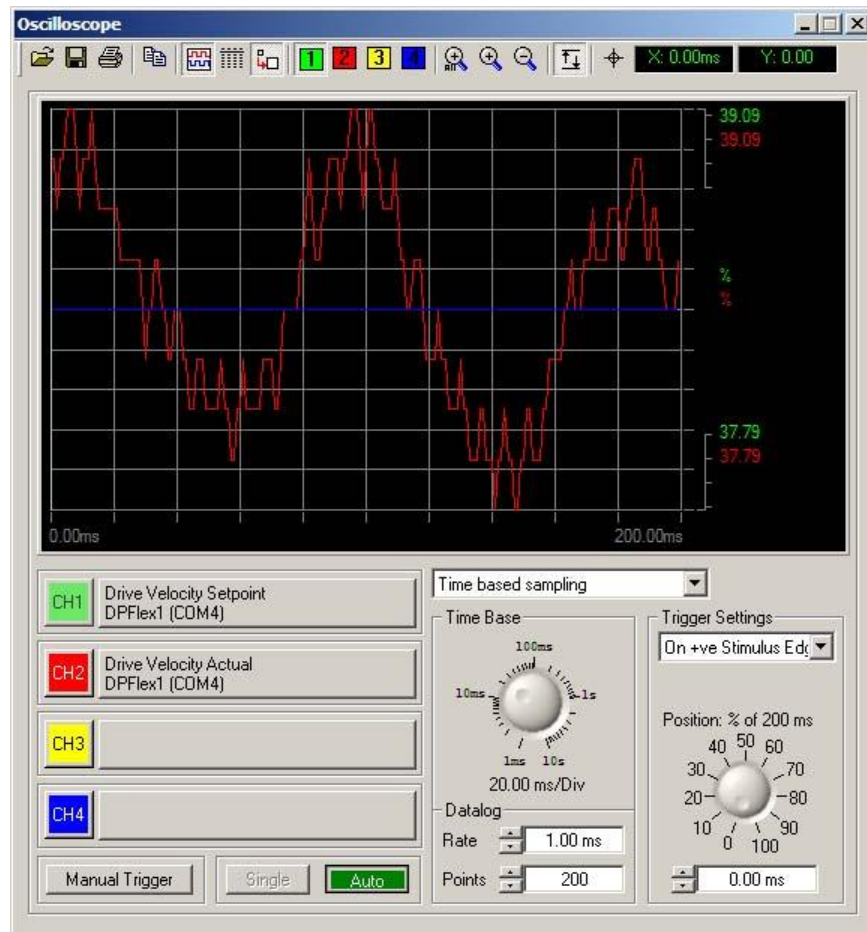 Oscilloscope
1 2 3 4 X: 0.00ms Y: 0.00
39.09
39.09
%
%
37.79
37.79
0.00ms 200.00ms
CH1 Drive Velocity Setpoint
DPFlex1 (COM4)
CH2 Drive Velocity Actual
DPFlex1 (COM4)
CH3
CH4
Manual Trigger Single Auto
Time based sampling
Time Base
100ms
10ms 1s
1ms 10s
20.00 ms/Div
Datalog
Rate 1.00 ms
Points 200
Trigger Settings
On +ve Stimulus Edg
Position: % of 200 ms
40 50 60
30 70
20 80
10 90
0 100
0.00 ms